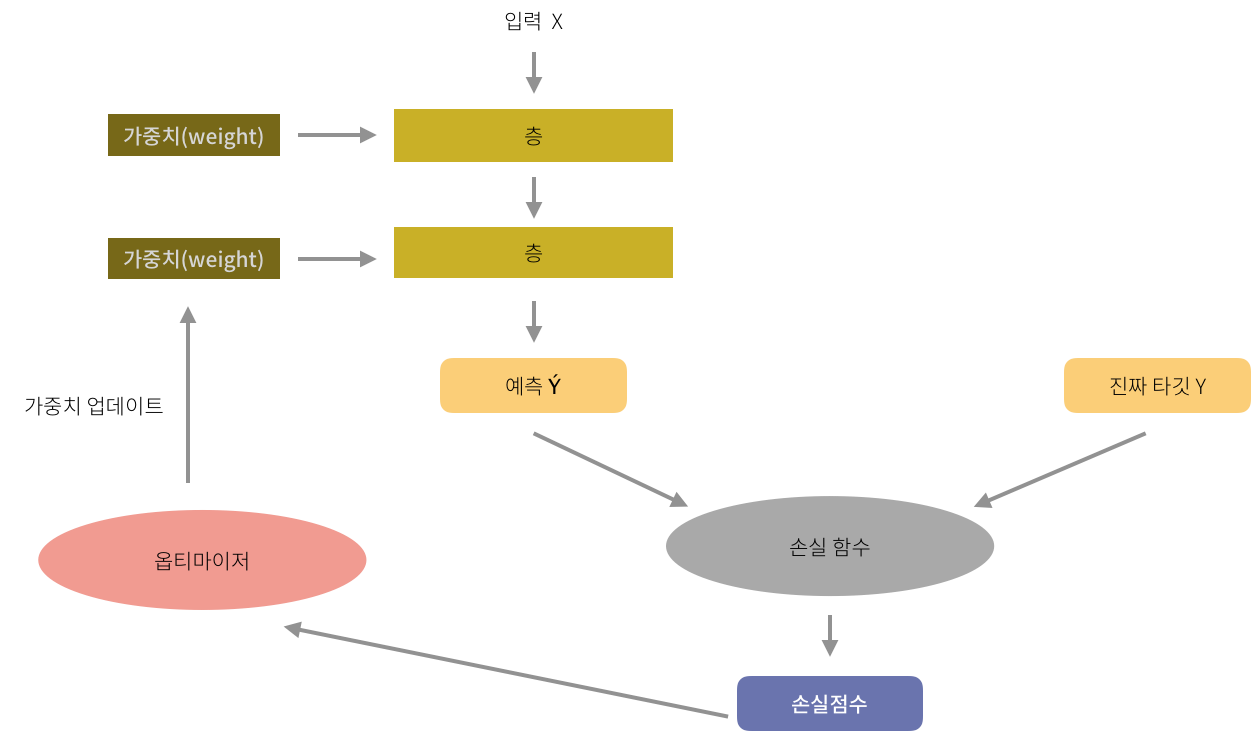 입력 X
가중치(weight)
층
가중치(weight)
층
예측 Ý
진짜 타깃 Y
가중치 업데이트
손실 함수
옵티마이저
손실점수